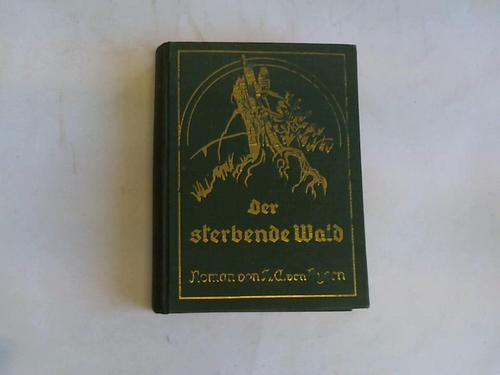 Der
sterbende Wald
Roman von